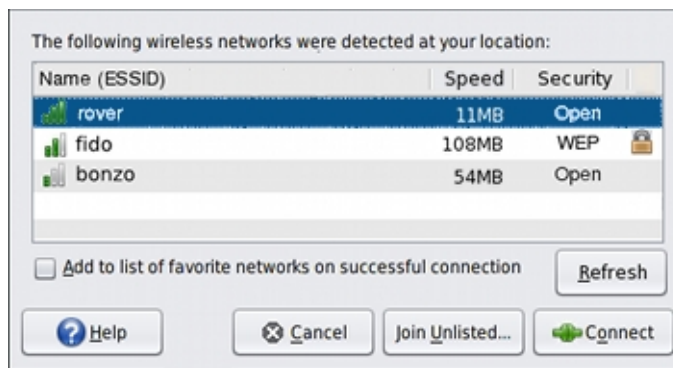 The following wireless networks were detected at your location:
Name (ESSID) Speed Security
rover 11MB Open
fido 108MB WEP
bonzo 54MB Open
Add to list of favorite networks on successful connection
Refresh
Help Cancel Join Unlisted... Connect